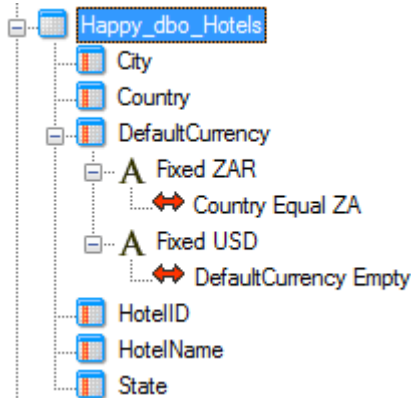 Happy_dbo_Hotels
City
Country
DefaultCurrency
A Fixed ZAR
Country Equal ZA
A Fixed USD
DefaultCurrency Empty
HotelID
HotelName
State